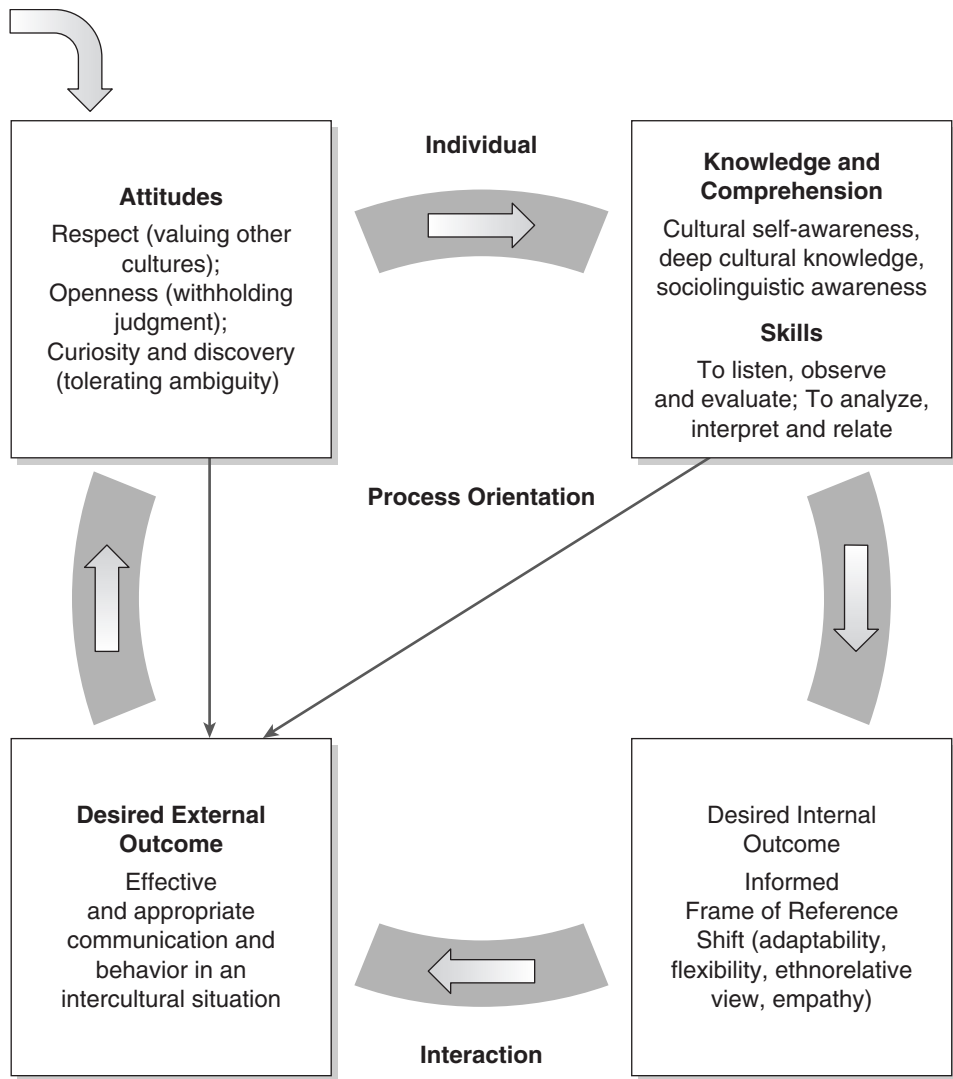 Individual
Attitudes
Respect (valuing other
cultures);
Openness (withholding
judgment);
Curiosity and discovery
(tolerating ambiguity)
Knowledge and
Comprehension
Cultural self-awareness,
deep cultural knowledge,
sociolinguistic awareness
Skills
To listen, observe
and evaluate; To analyze,
interpret and relate
Process Orientation
Desired External
Outcome
Effective
and appropriate
communication and
behavior in an
intercultural situation
Desired Internal
Outcome
Informed
Frame of Reference
Shift (adaptability,
flexibility, ethnorelative
view, empathy)
Interaction